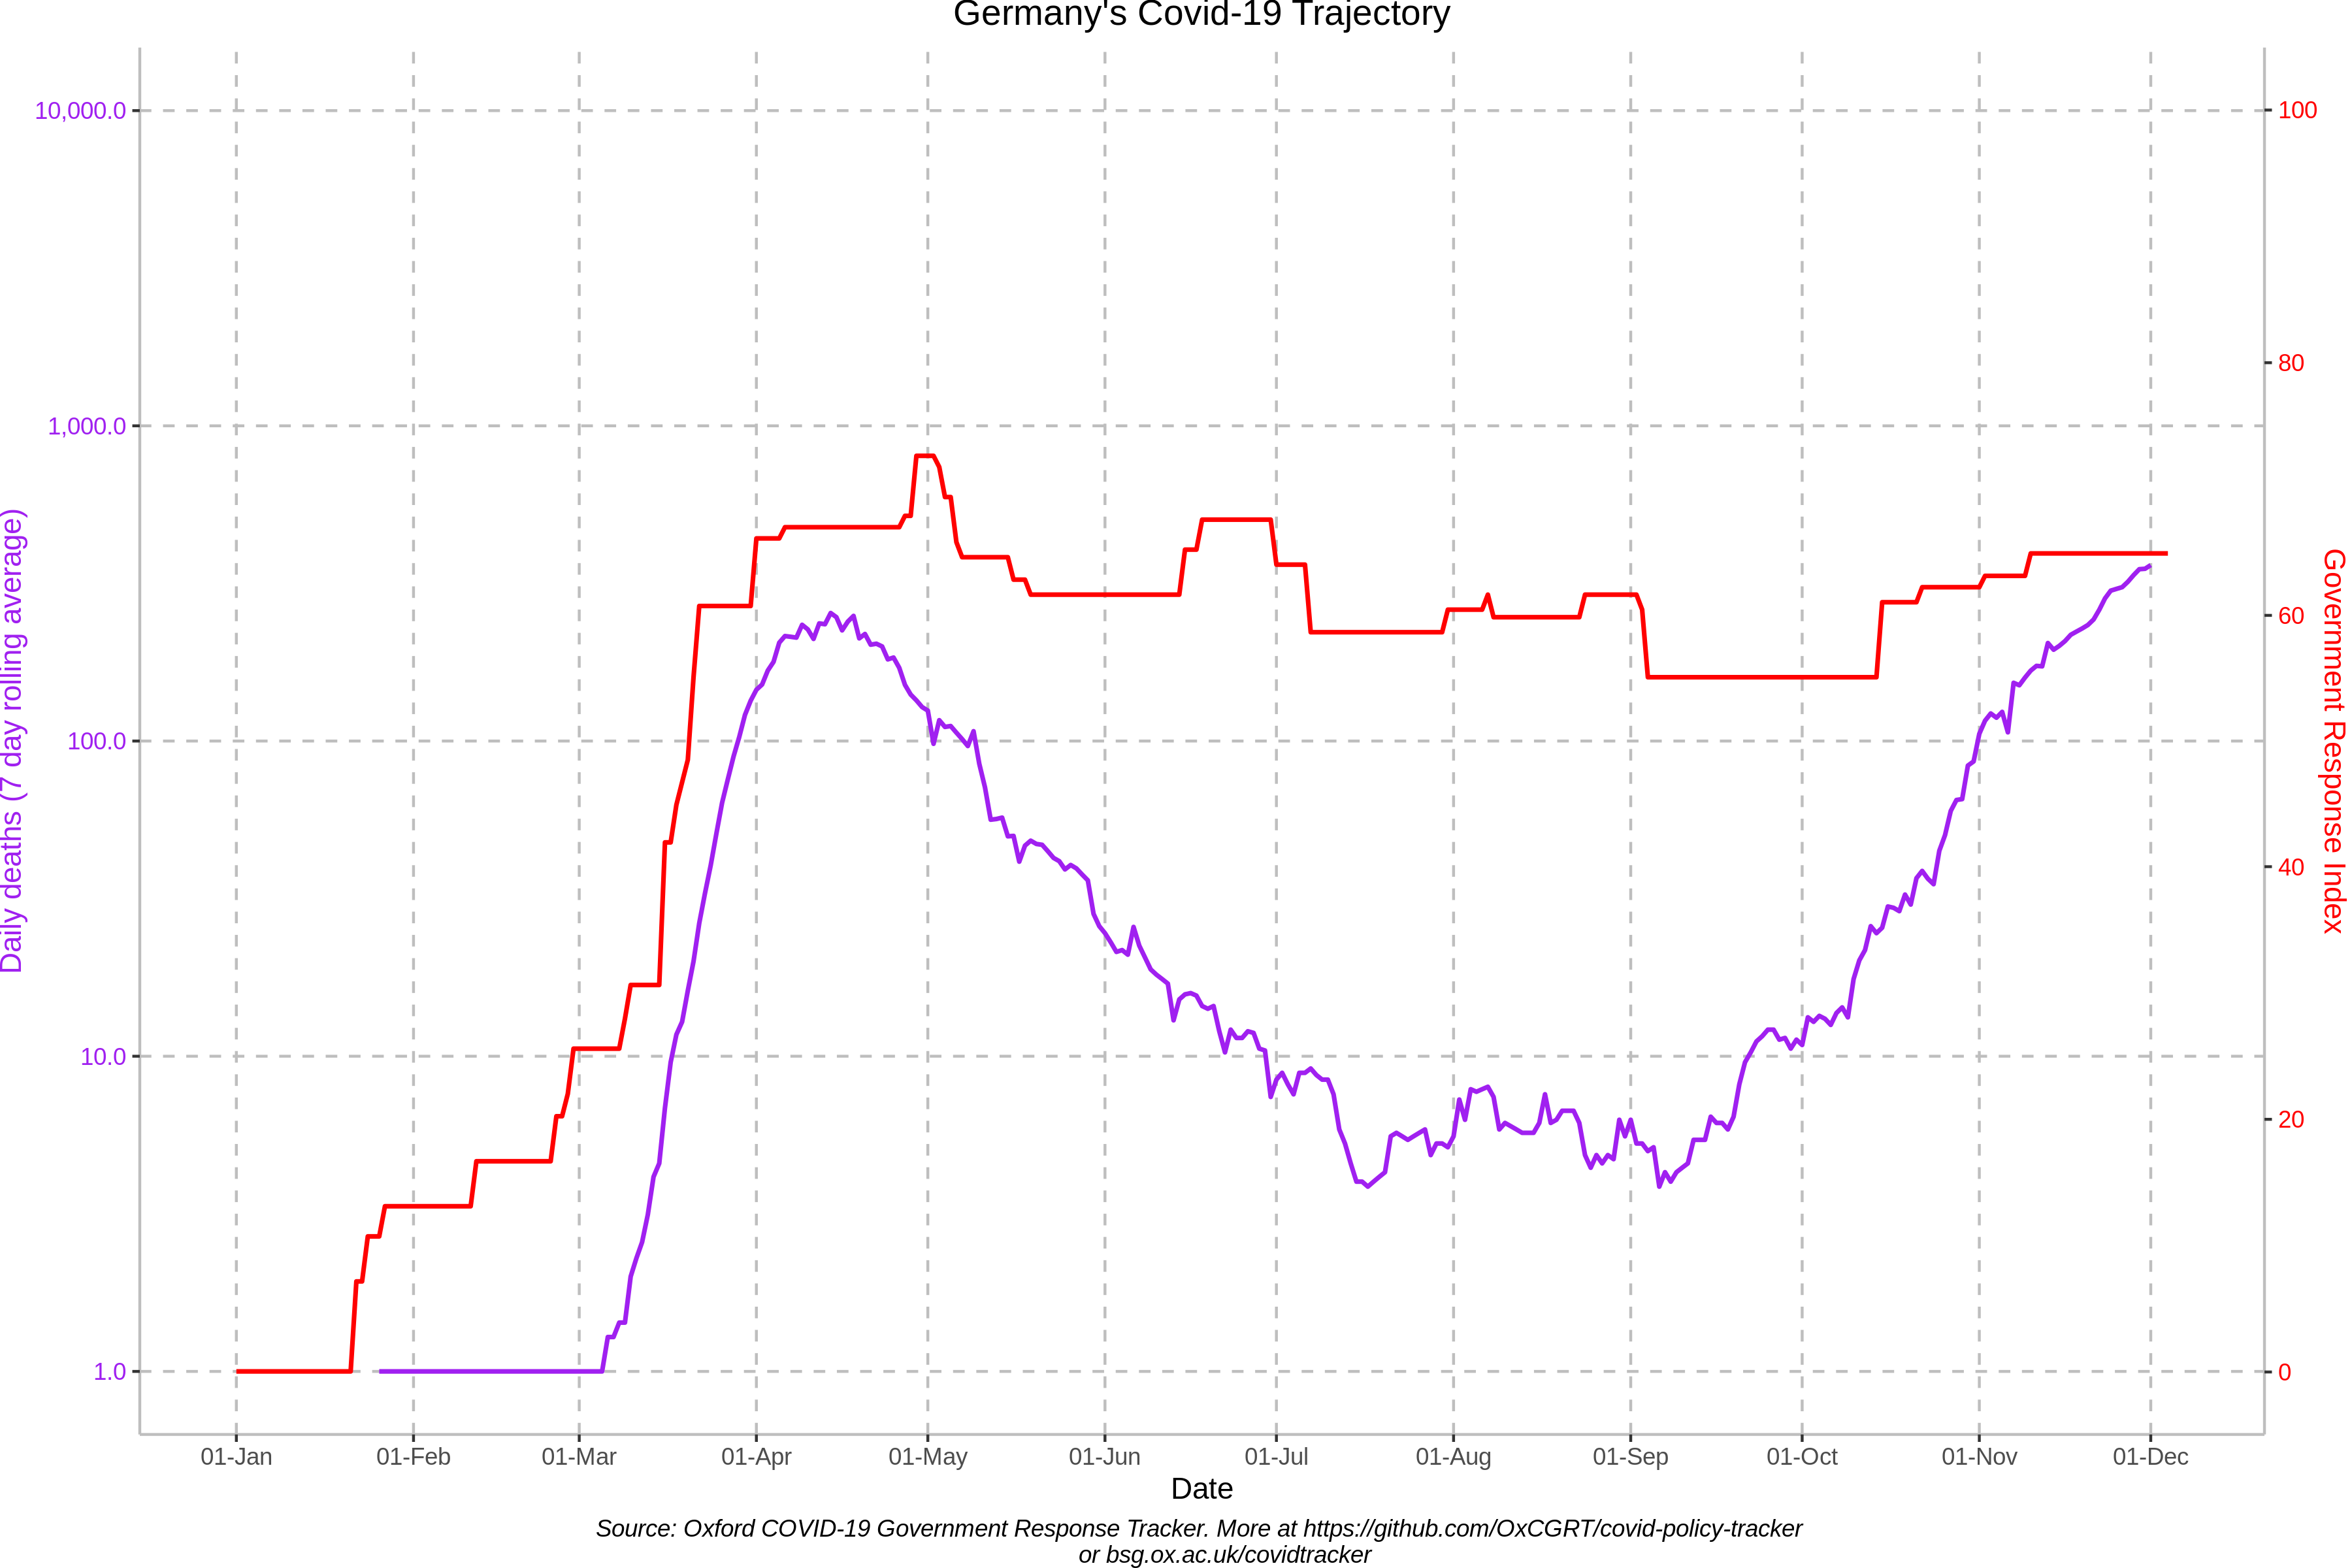 Germany's Covid-19 Trajectory
10,000.0
1,000.0
100.0
10.0
1.0
Daily deaths (7 day rolling average)
100
80
60
40
20
0
Government Response Index
01-Jan 01-Feb 01-Mar 01-Apr 01-May 01-Jun 01-Jul 01-Aug 01-Sep 01-Oct 01-Nov 01-Dec
Date
Source: Oxford COVID-19 Government Response Tracker. More at https://github.com/OxCGRT/covid-policy-tracker
or bsg.ox.ac.uk/covidtracker